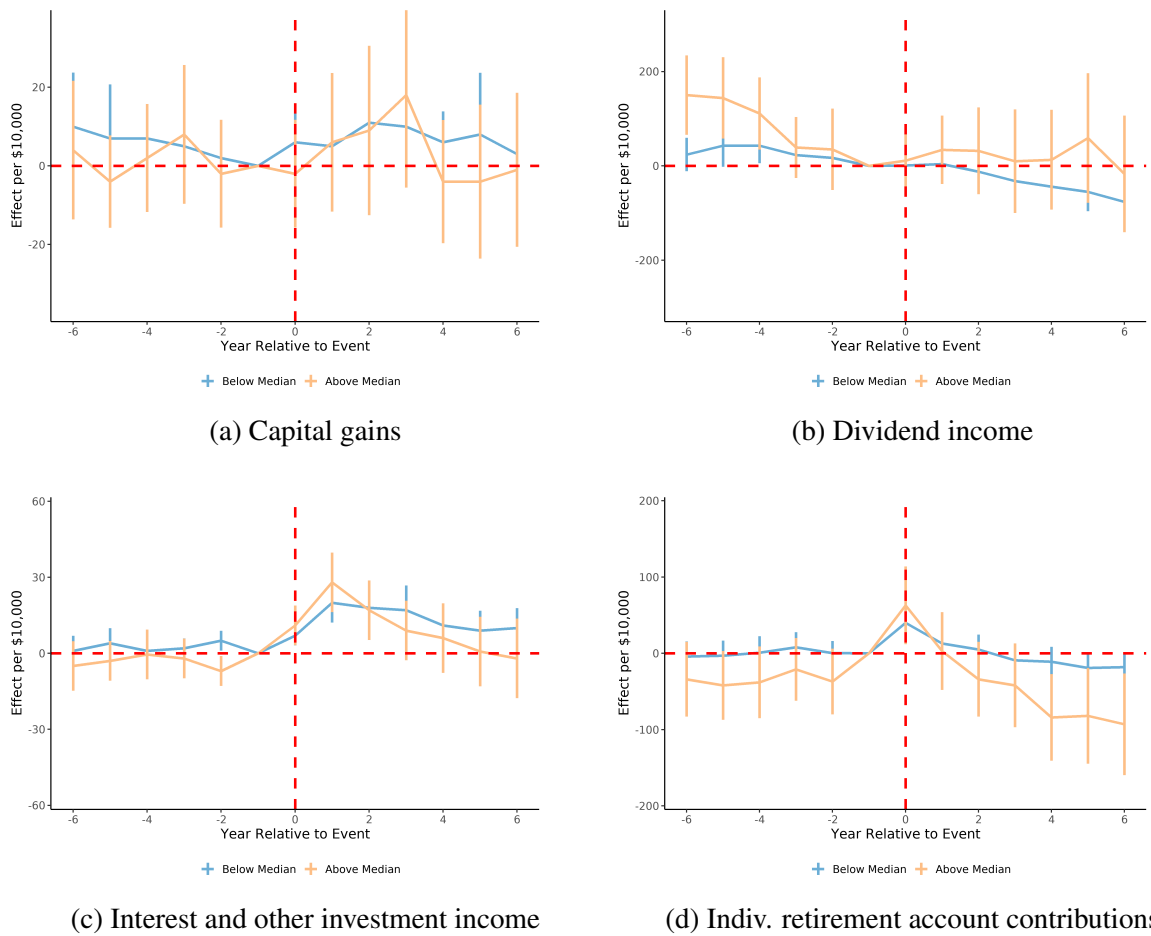 20
0
-20
Effect per $10,000
-6 -4 -2 0 2 4 6
Year Relative to Event
Below Median Above Median
(a) Capital gains
200
0
-200
Effect per $10,000
-6 -4 -2 0 2 4 6
Year Relative to Event
Below Median Above Median
(b) Dividend income
60
30
0
-30
-60
Effect per $10,000
-6 -4 -2 0 2 4 6
Year Relative to Event
Below Median Above Median
(c) Interest and other investment income
200
100
0
-100
-200
Effect per $10,000
-6 -4 -2 0 2 4 6
Year Relative to Event
Below Median Above Median
(d) Indiv. retirement account contributions